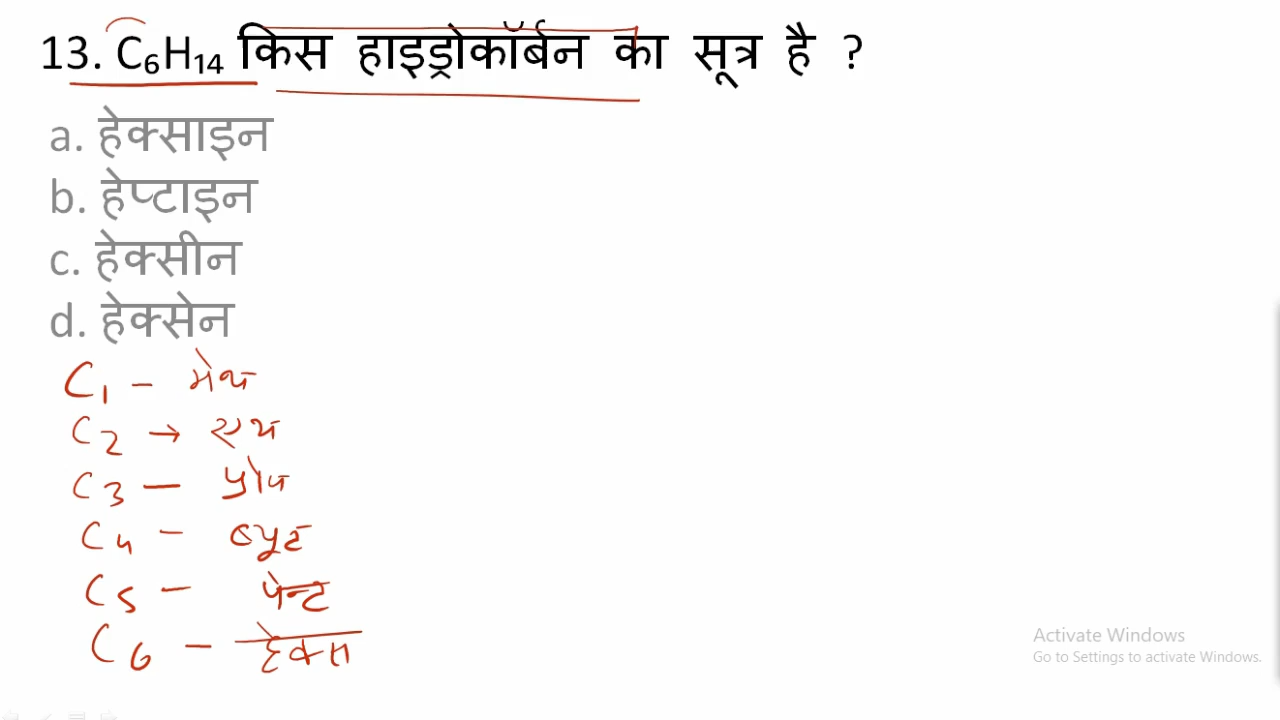 13. C₆H₁₄ किस हाइड्रोकॉर्बन का सूत्र है ?
a. हेक्साइन
b. हेप्टाइन
c. हेक्सीन
d. हेक्सेन
C₁ – मेथ
C₂ → एथ
C₃ – प्रोप
C₄ – ब्युट
C₅ – पेन्ट
C₆ – हेक्स
Activate Windows
Go to Settings to activate Windows.